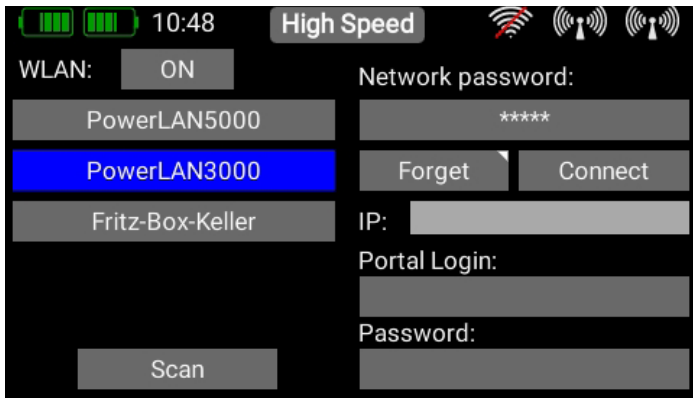 10:48 High Speed
WLAN: ON
PowerLAN5000
PowerLAN3000
Fritz-Box-Keller
Scan
Network password:
*****
Forget Connect
IP:
Portal Login:
Password: